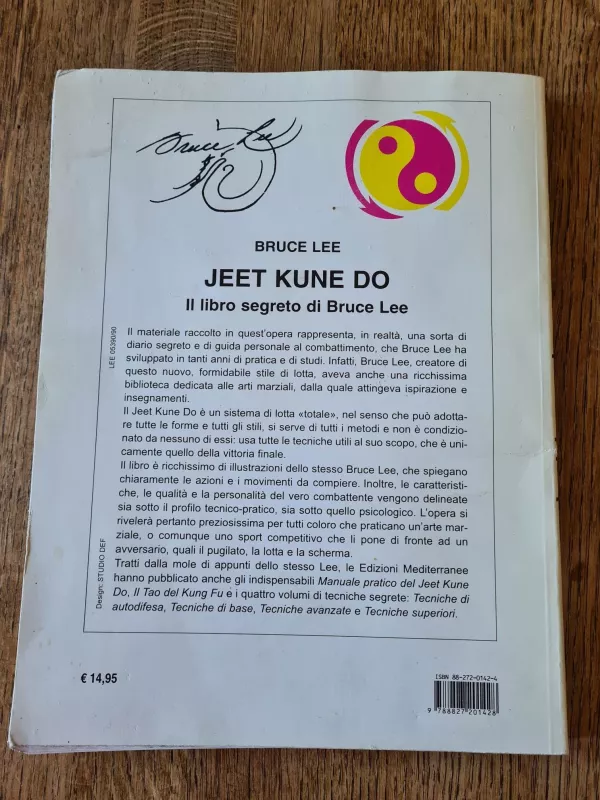 Bruce Lee
BRUCE LEE
JEET KUNE DO
Il libro segreto di Bruce Lee
Il materiale raccolto in quest'opera rappresenta, in realtà, una sorta di
diario segreto e di guida personale al combattimento, che Bruce Lee ha
sviluppato in tanti anni di pratica e di studi. Infatti, Bruce Lee, creatore di
questo nuovo, formidabile stile di lotta, aveva anche una ricchissima
biblioteca dedicata alle arti marziali, dalla quale attingeva ispirazione e
insegnamenti.
Il Jeet Kune Do è un sistema di lotta «totale», nel senso che può adotta-
re tutte le forme e tutti gli stili, si serve di tutti i metodi e non è condizio-
nato da nessuno di essi: usa tutte le tecniche utili al suo scopo, che è uni-
camente quello della vittoria finale.
Il libro è ricchissimo di illustrazioni dello stesso Bruce Lee, che spiegano
chiaramente le azioni e i movimenti da compiere. Inoltre, le caratteristi-
che, le qualità e la personalità del vero combattente vengono delineate
sia sotto il profilo tecnico-pratico, sia sotto quello psicologico. L'opera si
rivelerà pertanto preziosissima per tutti coloro che praticano un'arte mar-
ziale, o comunque uno sport competitivo che li pone di fronte ad un
avversario, quali il pugilato, la lotta e la scherma.
Tratti dalla mole di appunti dello stesso Lee, le Edizioni Mediterranee
hanno pubblicato anche gli indispensabili Manuale pratico del Jeet Kune
Do, Il Tao del Kung Fu e i quattro volumi di tecniche segrete: Tecniche di
autodifesa, Tecniche di base, Tecniche avanzate e Tecniche superiori.
LEE 05390/90
Design: STUDIO DEF
€ 14,95
ISBN 88-272-0142-4
9 788827 201428